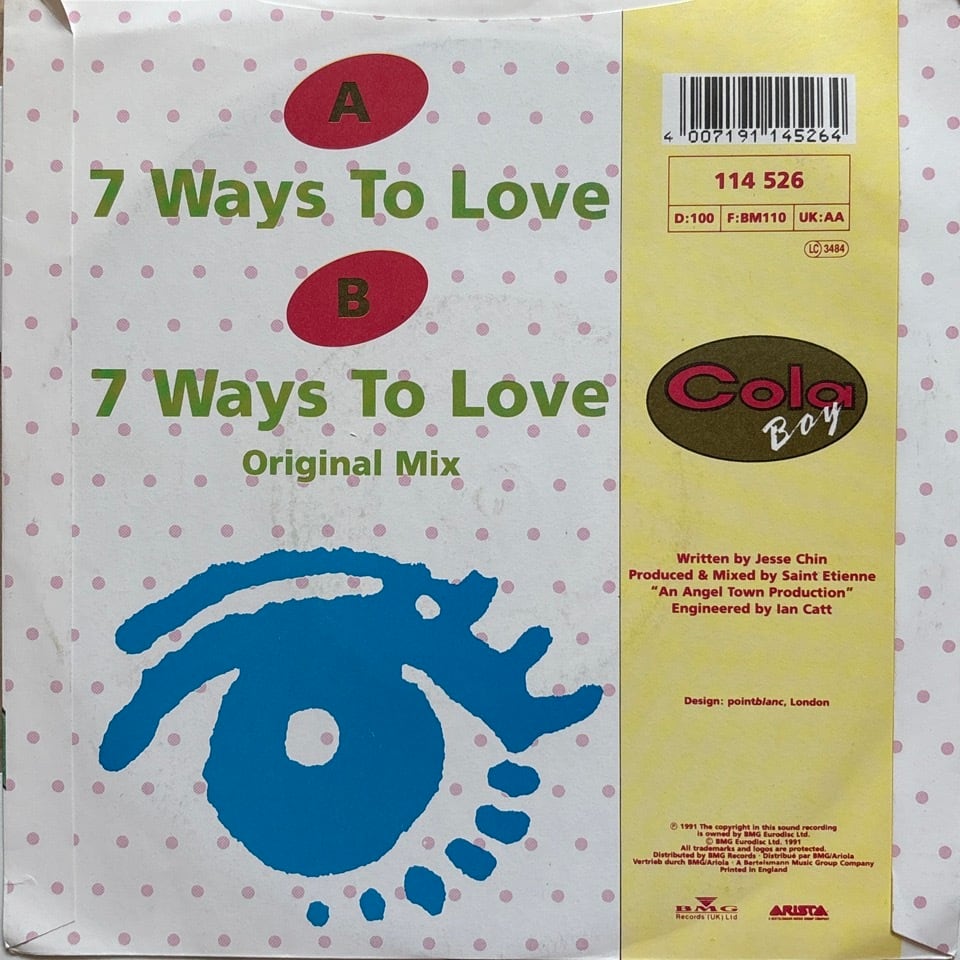 A
7 Ways To Love
B
7 Ways To Love
Original Mix
4 007191 145264
114 526
D:100 F:BM110 UK:AA
LC 3484
Cola
Boy
Written by Jesse Chin
Produced & Mixed by Saint Etienne
"An Angel Town Production"
Engineered by Ian Catt
Design: pointblanc, London
℗ 1991 The copyright in this sound recording
is owned by BMG Eurodisc Ltd.
© BMG Eurodisc Ltd. 1991
All trademarks and logos are protected.
Distributed by BMG Records · Distribué par BMG/Ariola
Vertrieb durch BMG/Ariola · A Bertelsmann Music Group Company
Printed in England
BMG
Records (UK) Ltd
ARISTA
A BERTELSMANN MUSIC GROUP COMPANY